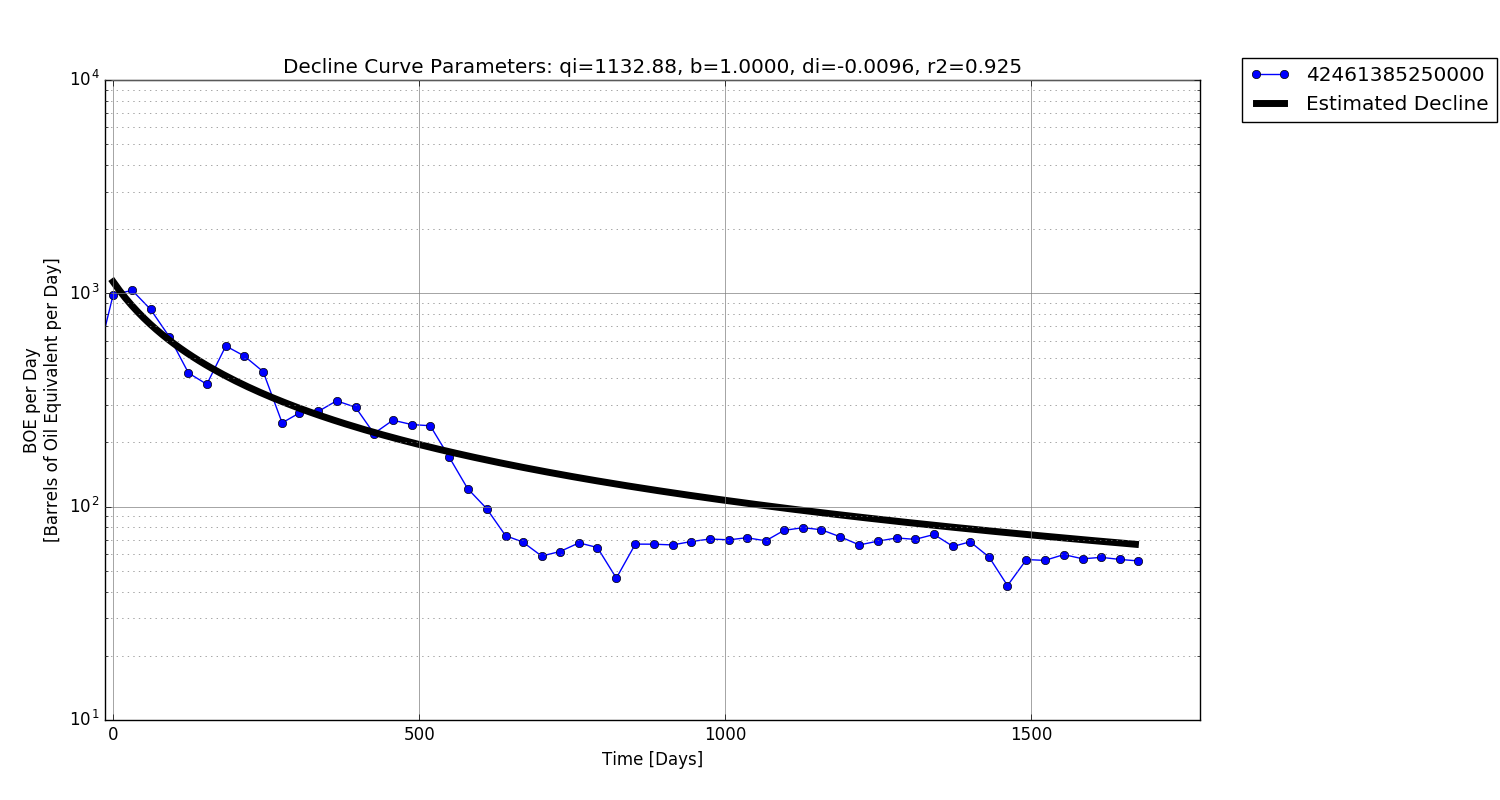 Decline Curve Parameters: qi=1132.88, b=1.0000, di=-0.0096, r2=0.925
42461385250000
Estimated Decline
BOE per Day
[Barrels of Oil Equivalent per Day]
10^4
10^3
10^2
10^1
0 500 1000 1500
Time [Days]